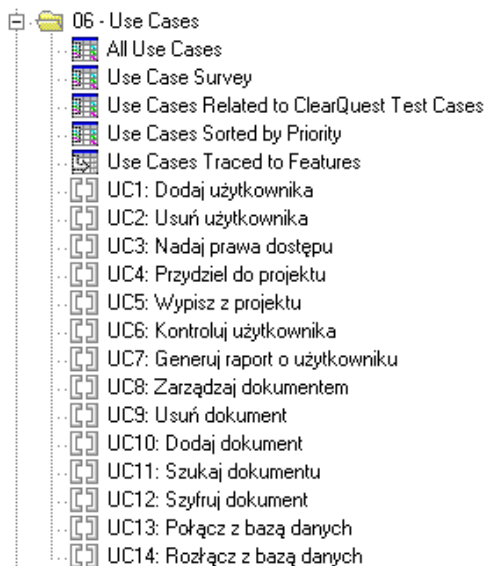 06 - Use Cases
All Use Cases
Use Case Survey
Use Cases Related to ClearQuest Test Cases
Use Cases Sorted by Priority
Use Cases Traced to Features
UC1: Dodaj użytkownika
UC2: Usuń użytkownika
UC3: Nadaj prawa dostępu
UC4: Przydziel do projektu
UC5: Wypisz z projektu
UC6: Kontroluj użytkownika
UC7: Generuj raport o użytkowniku
UC8: Zarządzaj dokumentem
UC9: Usuń dokument
UC10: Dodaj dokument
UC11: Szukaj dokumentu
UC12: Szyfruj dokument
UC13: Połącz z bazą danych
UC14: Rozłącz z bazą danych